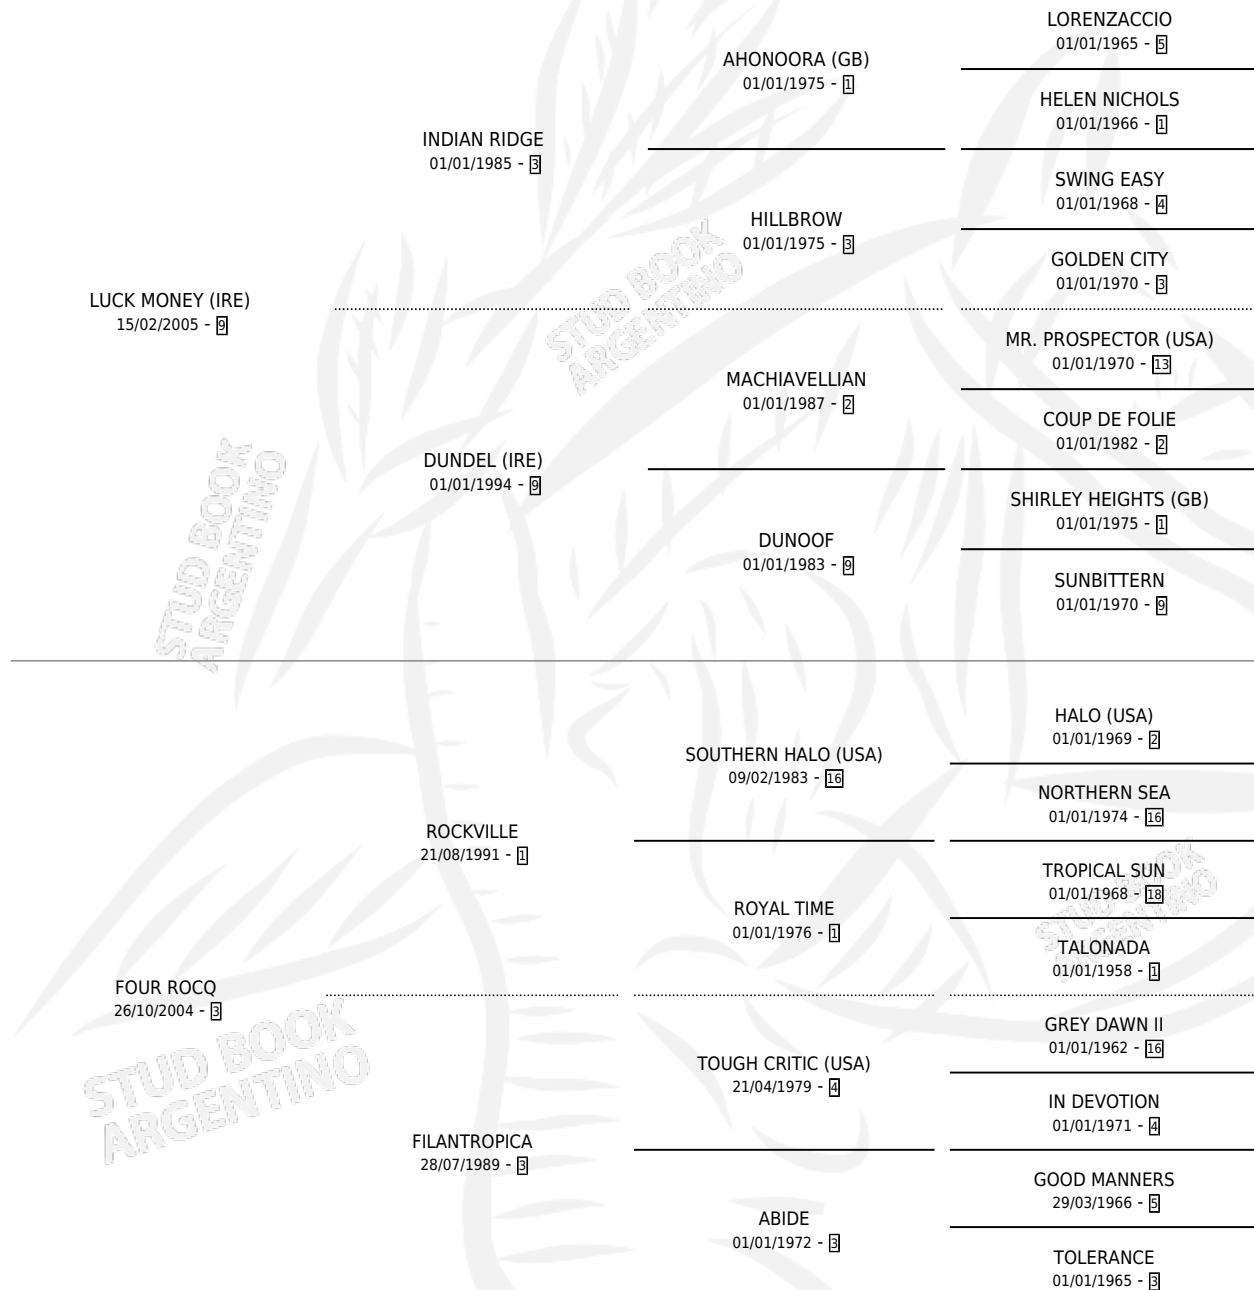 LORENZACCIO
01/01/1965 - 5
AHONOORA (GB)
01/01/1975 - 1
HELEN NICHOLS
01/01/1966 - 1
INDIAN RIDGE
01/01/1985 - 3
SWING EASY
01/01/1968 - 4
HILLBROW
01/01/1975 - 3
GOLDEN CITY
01/01/1970 - 3
LUCK MONEY (IRE)
15/02/2005 - 9
MR. PROSPECTOR (USA)
01/01/1970 - 13
MACHIAVELLIAN
01/01/1987 - 2
COUP DE FOLIE
01/01/1982 - 2
DUNDEL (IRE)
01/01/1994 - 9
SHIRLEY HEIGHTS (GB)
01/01/1975 - 1
DUNOOF
01/01/1983 - 9
SUNBITTERN
01/01/1970 - 9
HALO (USA)
01/01/1969 - 2
SOUTHERN HALO (USA)
09/02/1983 - 16
NORTHERN SEA
01/01/1974 - 16
ROCKVILLE
21/08/1991 - 1
TROPICAL SUN
01/01/1968 - 18
ROYAL TIME
01/01/1976 - 1
TALONADA
01/01/1958 - 1
FOUR ROCQ
26/10/2004 - 3
GREY DAWN II
01/01/1962 - 16
TOUGH CRITIC (USA)
21/04/1979 - 4
IN DEVOTION
01/01/1971 - 4
FILANTROPICA
28/07/1989 - 3
GOOD MANNERS
29/03/1966 - 5
ABIDE
01/01/1972 - 3
TOLERANCE
01/01/1965 - 3
STUD BOOK
ARGENTINO
STUD BOOK
ARGENTINO
STUD BOOK
ARGENTINO
STUD BOOK
ARGENTINO